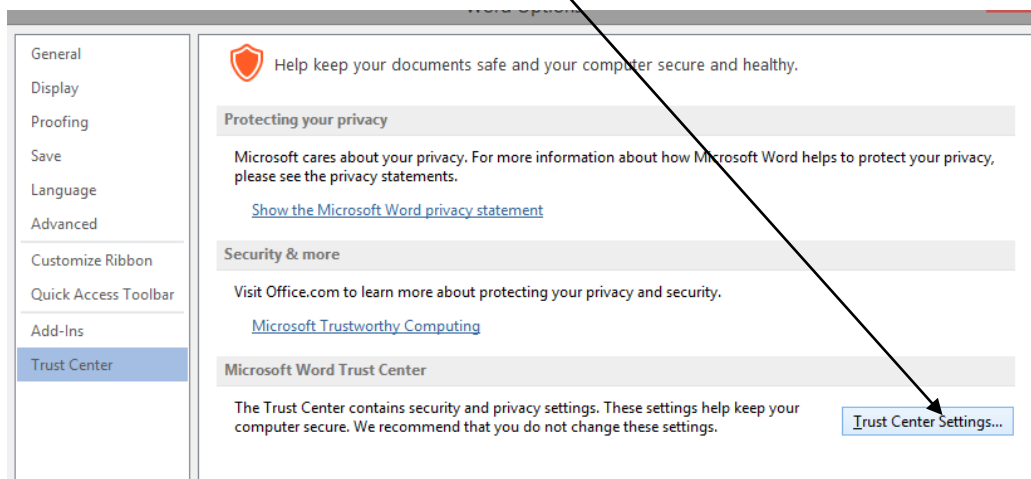 Word Options
General
Display
Proofing
Save
Language
Advanced
Customize Ribbon
Quick Access Toolbar
Add-Ins
Trust Center
Help keep your documents safe and your computer secure and healthy.
Protecting your privacy
Microsoft cares about your privacy. For more information about how Microsoft Word helps to protect your privacy,
please see the privacy statements.
Show the Microsoft Word privacy statement
Security & more
Visit Office.com to learn more about protecting your privacy and security.
Microsoft Trustworthy Computing
Microsoft Word Trust Center
The Trust Center contains security and privacy settings. These settings help keep your
computer secure. We recommend that you do not change these settings.
Trust Center Settings...